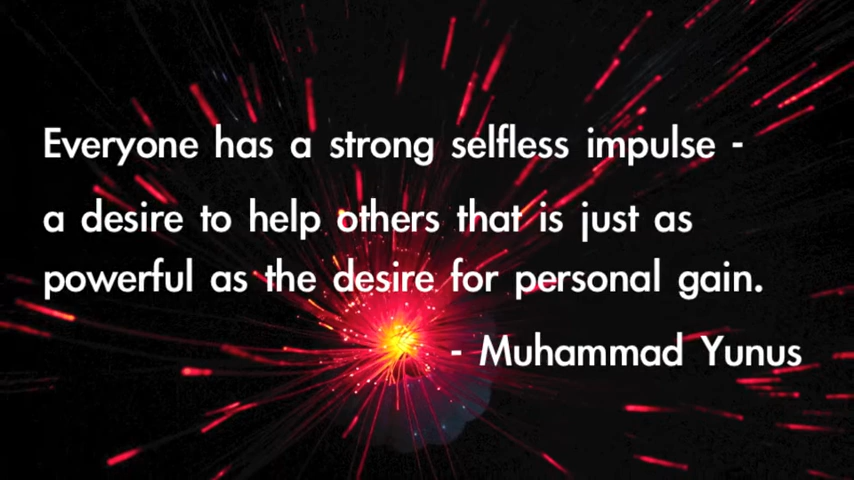 Everyone has a strong selfless impulse -
a desire to help others that is just as
powerful as the desire for personal gain.
- Muhammad Yunus